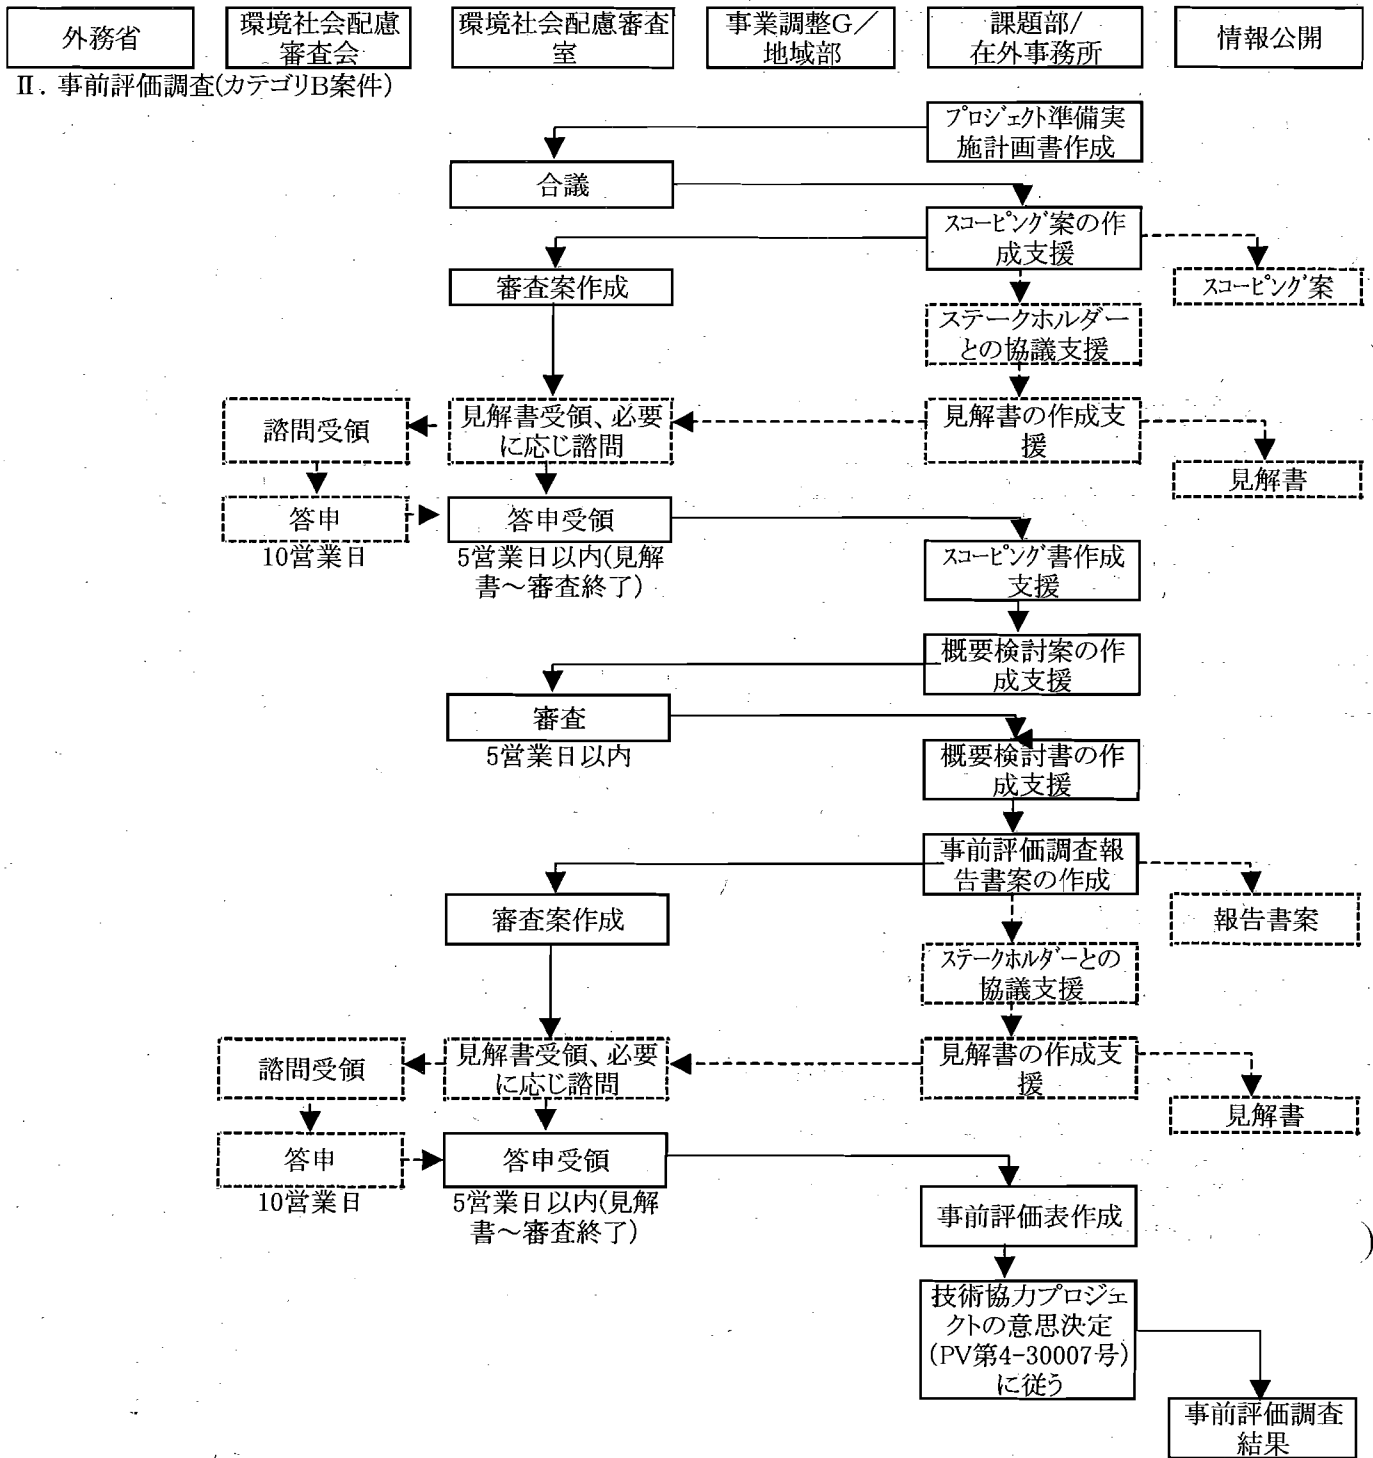 外務省
環境社会配慮
審査会
環境社会配慮審査
室
事業調整G／
地域部
課題部/
在外事務所
情報公開
Ⅱ. 事前評価調査(カテゴリB案件)
プロジェクト準備実
施計画書作成
合議
スコーピング案の作
成支援
審査案作成
スコーピング案
ステークホルダー
との協議支援
諮問受領
見解書受領、必要
に応じ諮問
見解書の作成支
援
見解書
答申
10営業日
答申受領
5営業日以内(見解
書～審査終了)
スコーピング書作成
支援
概要検討案の作
成支援
審査
5営業日以内
概要検討書の作
成支援
事前評価調査報
告書案の作成
審査案作成
報告書案
ステークホルダーとの
協議支援
諮問受領
見解書受領、必要
に応じ諮問
見解書の作成支
援
見解書
答申
10営業日
答申受領
5営業日以内(見解
書～審査終了)
事前評価表作成
技術協力プロジェ
クトの意思決定
(PV第4-30007号)
に従う
事前評価調査
結果